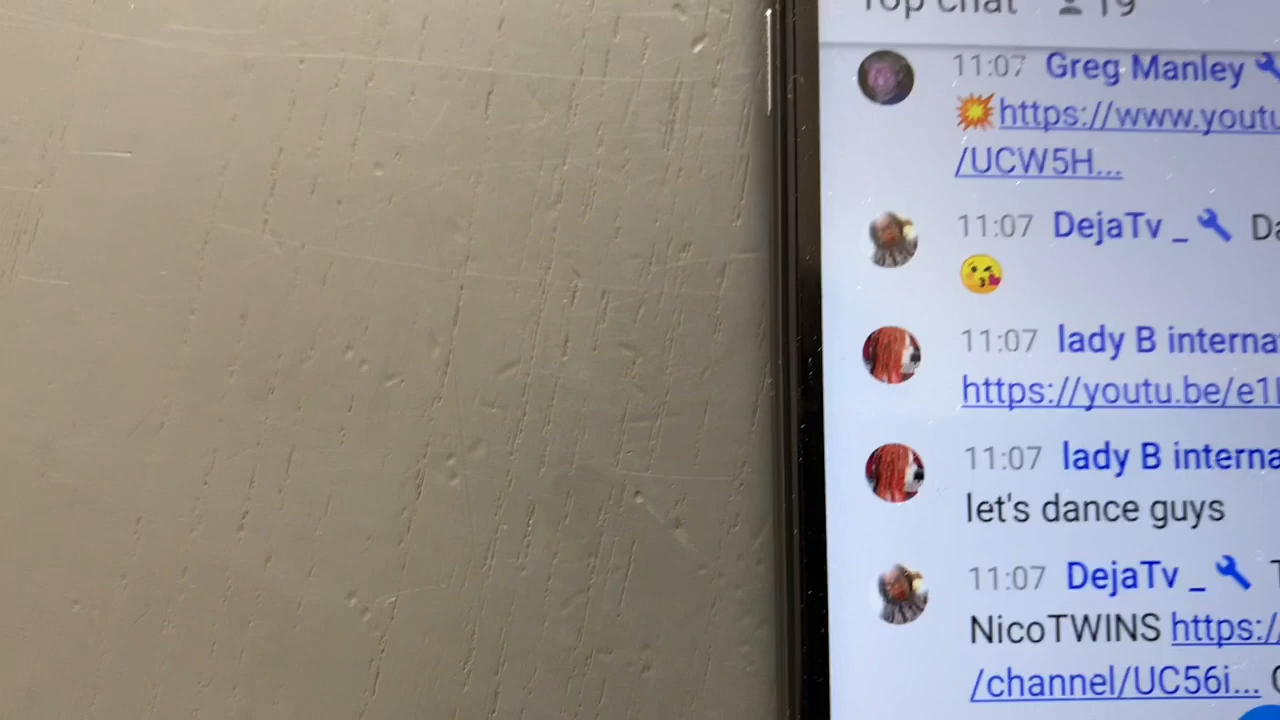 Top chat 19
11:07 Greg Manley
💥https://www.youtu
/UCW5H...
11:07 DejaTv _ Da
😘
11:07 lady B interna
https://youtu.be/e1
11:07 lady B interna
let's dance guys
11:07 DejaTv _
NicoTWINS https:/
/channel/UC56i...